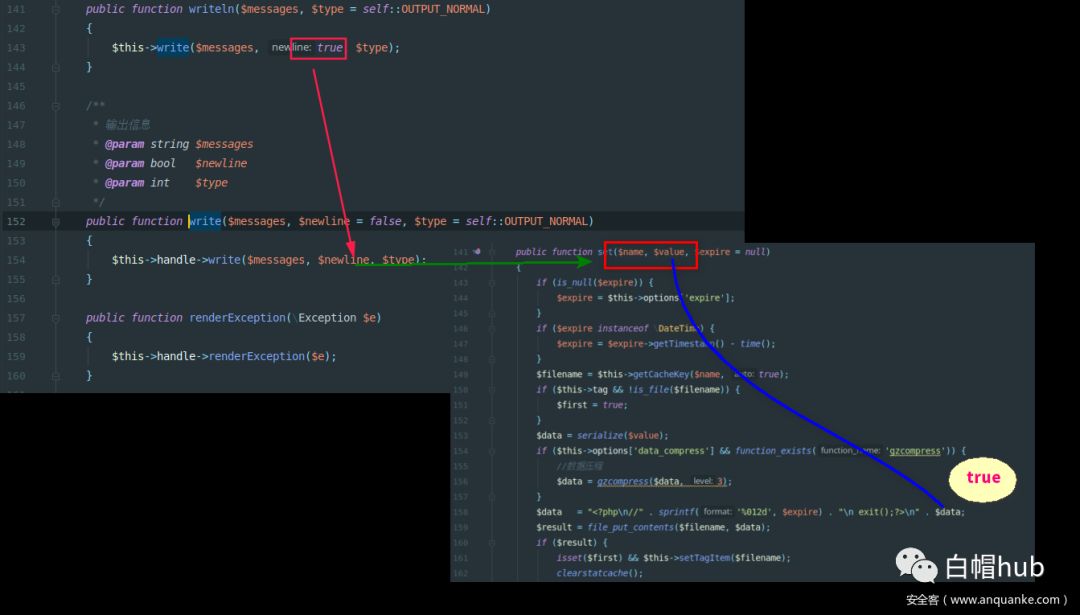 141 public function writeln($messages, $type = self::OUTPUT_NORMAL)
142 {
143 $this->write($messages, newline: true $type);
144 }
145
146 /**
147 * 输出信息
148 * @param string $messages
149 * @param bool $newline
150 * @param int $type
151 */
152 public function write($messages, $newline = false, $type = self::OUTPUT_NORMAL)
153 {
154 $this->handle->write($messages, $newline, $type);
155 }
156
157 public function renderException(\Exception $e)
158 {
159 $this->handle->renderException($e);
160 }
141 public function set($name, $value, $expire = null)
142 {
143 if (is_null($expire)) {
144 $expire = $this->options['expire'];
145 }
146 if ($expire instanceof \DateTime) {
147 $expire = $expire->getTimestamp() - time();
148 }
149 $filename = $this->getCacheKey($name, auto: true);
150 if ($this->tag && !is_file($filename)) {
151 $first = true;
152 }
153 $data = serialize($value);
154 if ($this->options['data_compress'] && function_exists( function_name: 'gzcompress')) {
155 //数据压缩
156 $data = gzcompress($data, level: 3);
157 }
158 $data = "<?php\n//" . sprintf( format: '%012d', $expire) . "\n exit();?>\n" . $data;
159 $result = file_put_contents($filename, $data);
160 if ($result) {
161 isset($first) && $this->setTagItem($filename);
162 clearstatcache();
true
白帽hub
安全客（www.anquanke.com）